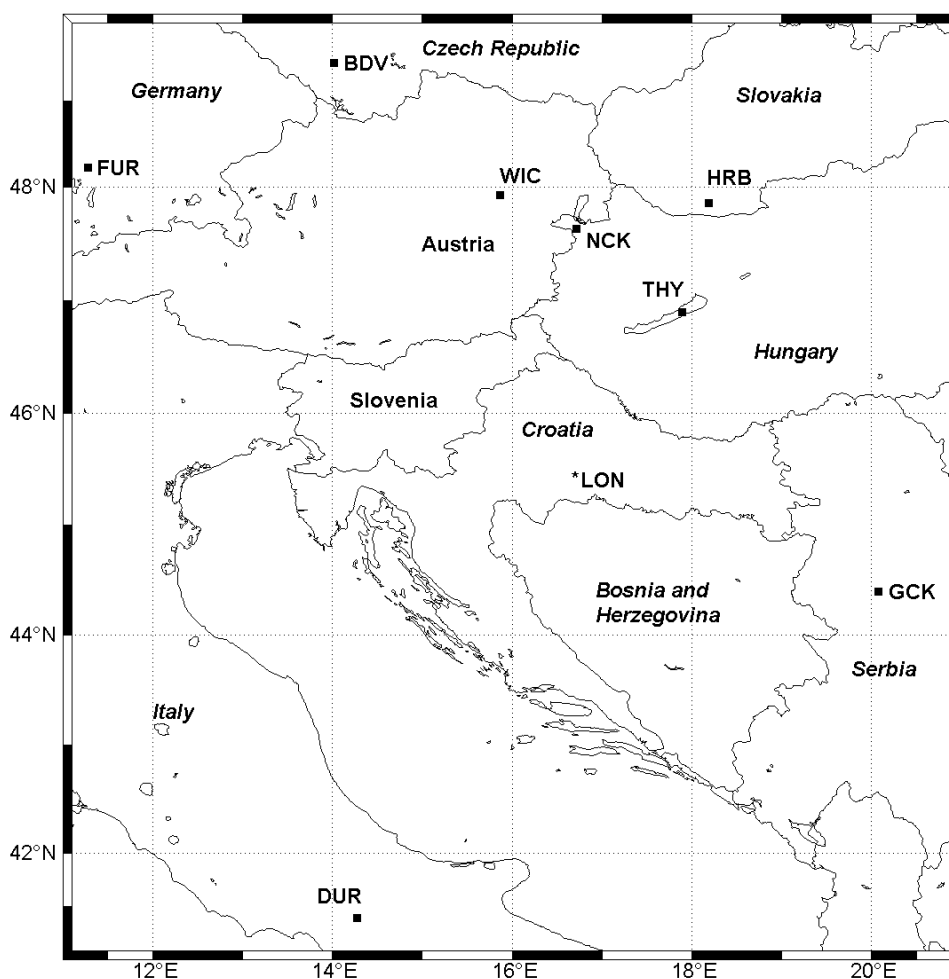 Czech Republic
BDV
Germany
Slovakia
FUR
WIC
HRB
48°N
Austria
NCK
THY
Hungary
46°N
Slovenia
Croatia
*LON
Bosnia and
Herzegovina
GCK
44°N
Serbia
Italy
42°N
DUR
12°E
14°E
16°E
18°E
20°E